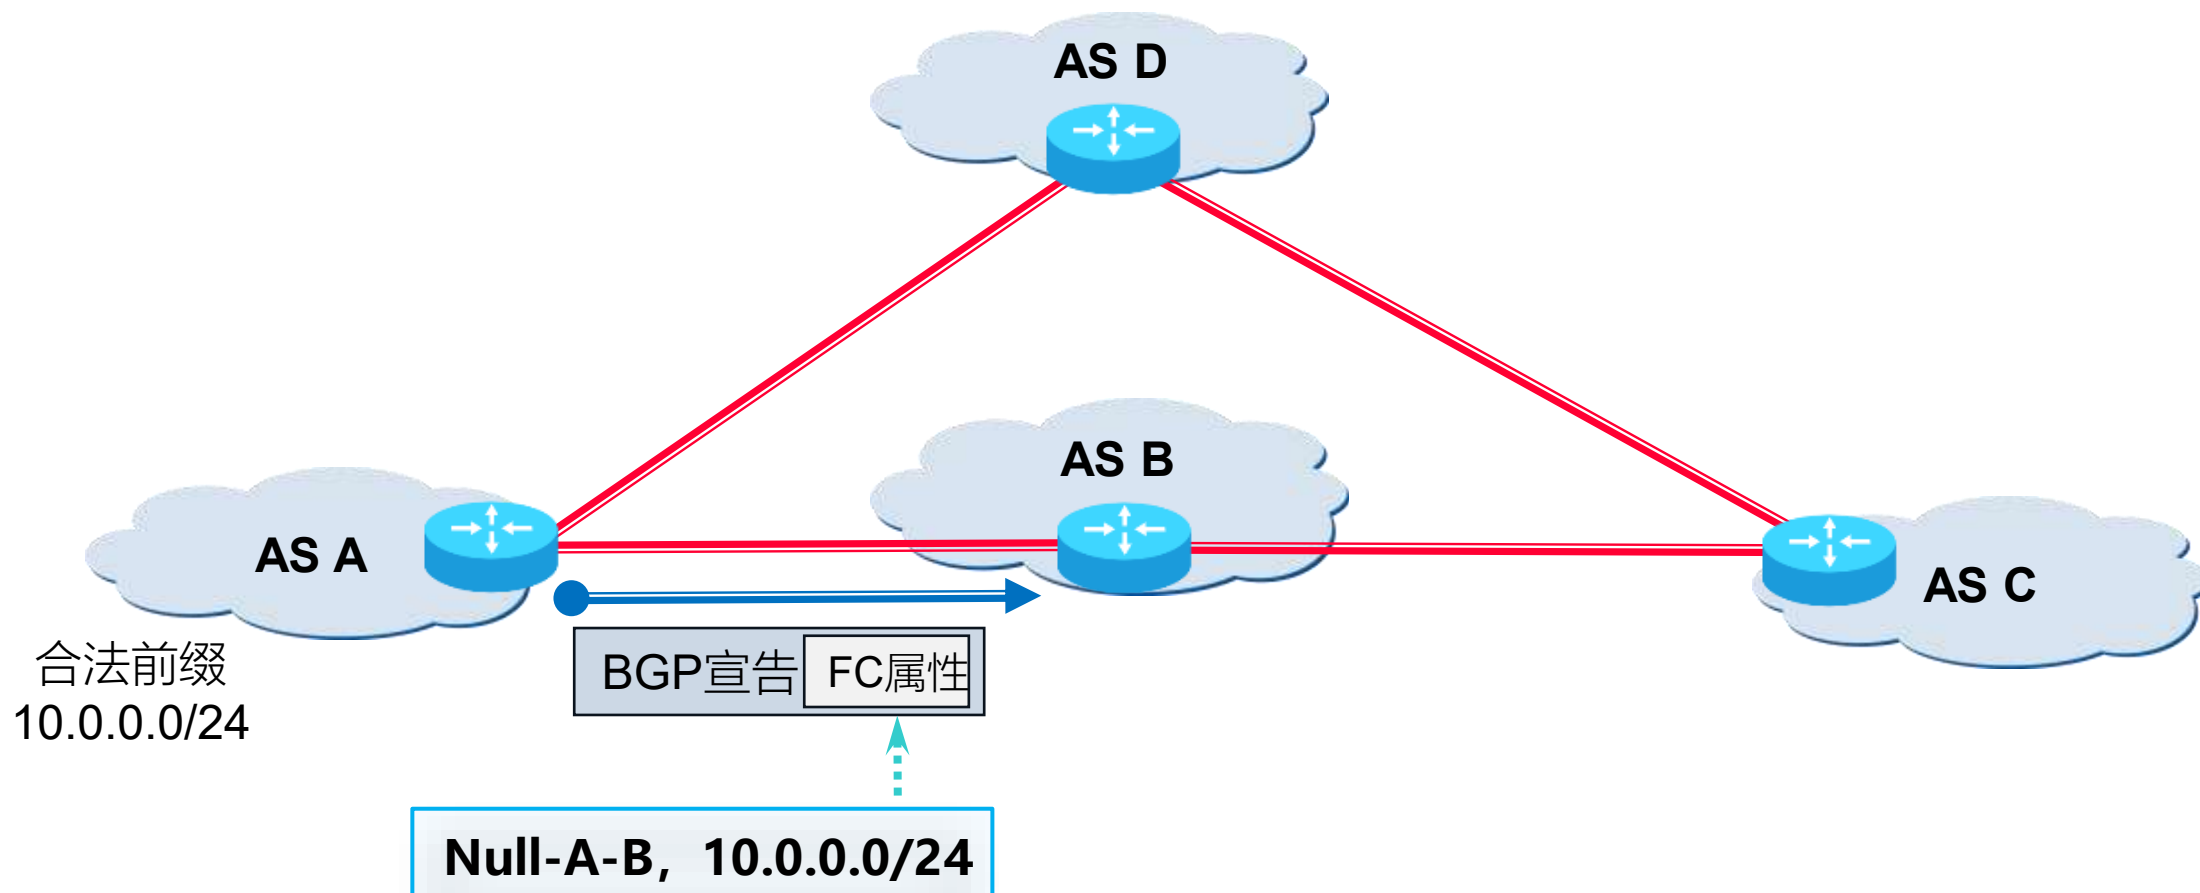 AS D
AS B
AS A
AS C
合法前缀
10.0.0.0/24
BGP宣告
FC属性
Null-A-B，10.0.0.0/24